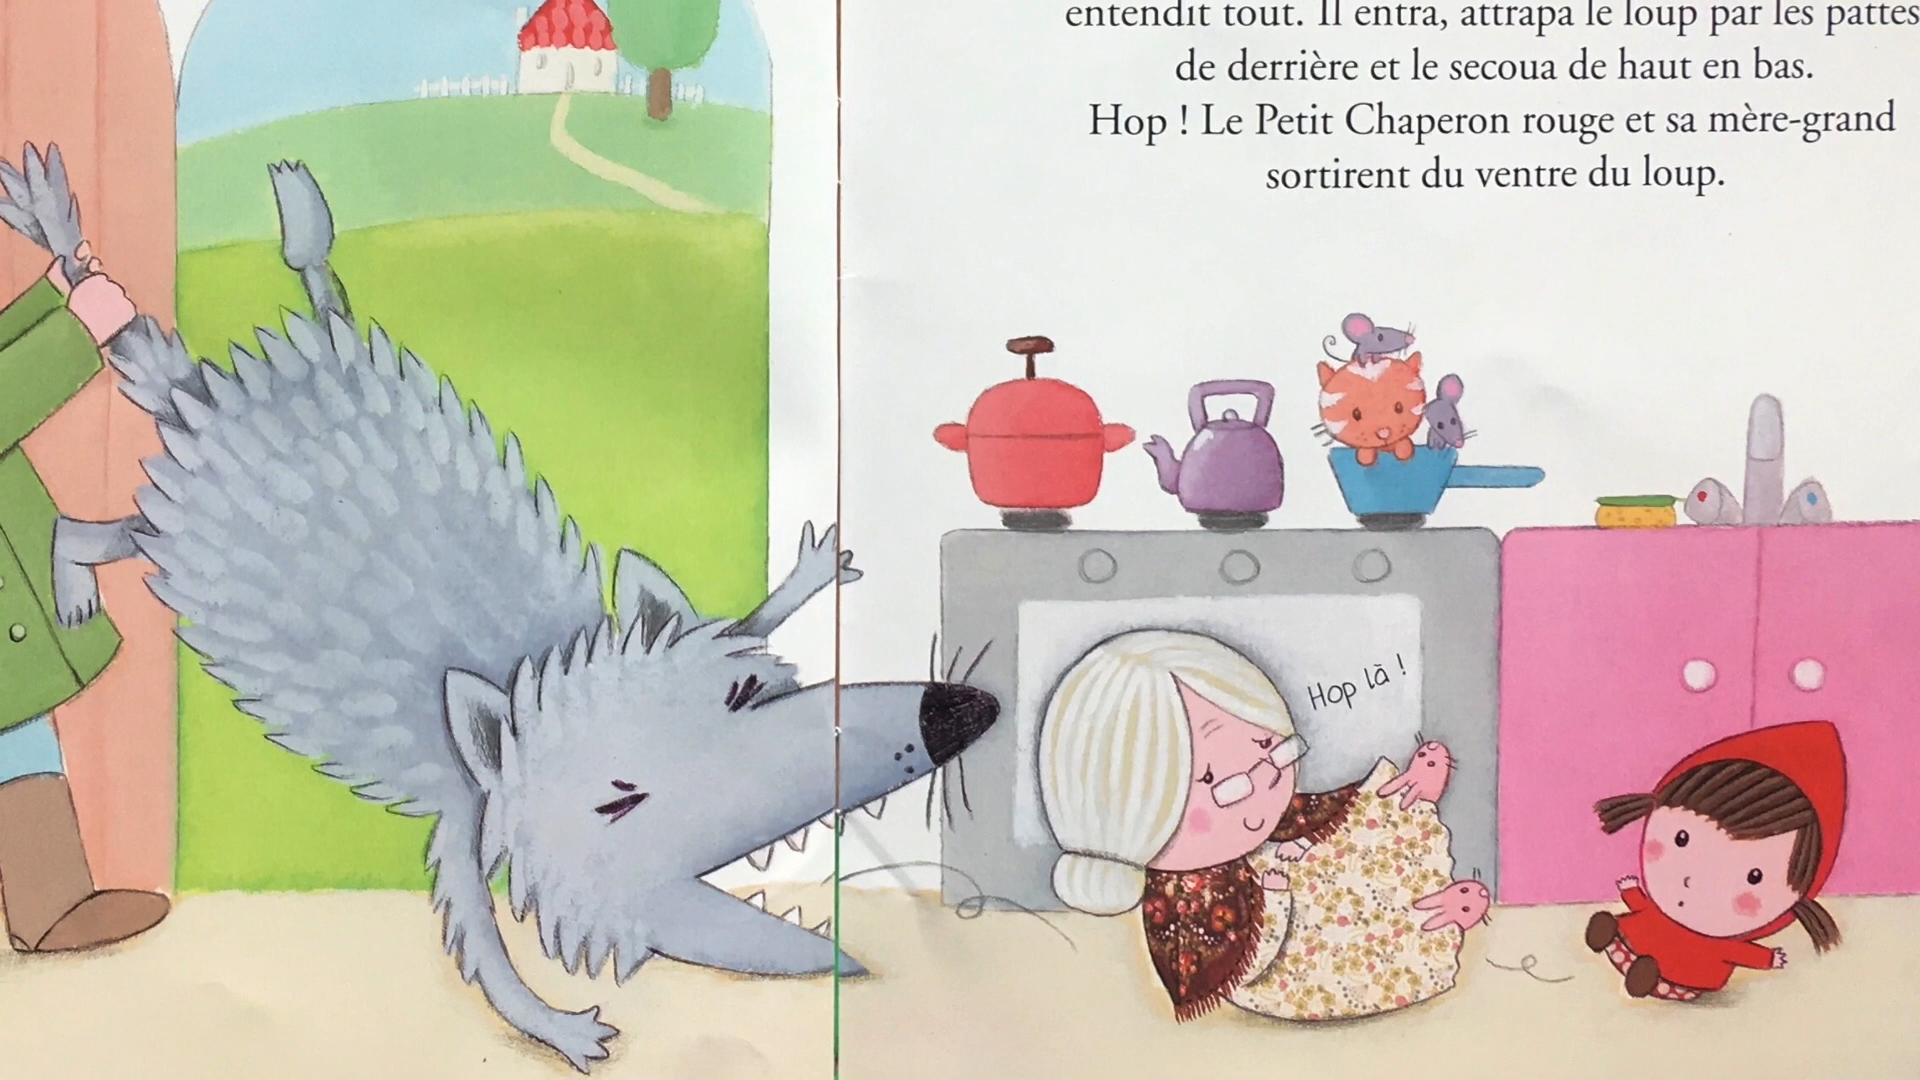 entendit tout. Il entra, attrapa le loup par les pattes
de derrière et le secoua de haut en bas.
Hop ! Le Petit Chaperon rouge et sa mère-grand
sortirent du ventre du loup.
Hop là !